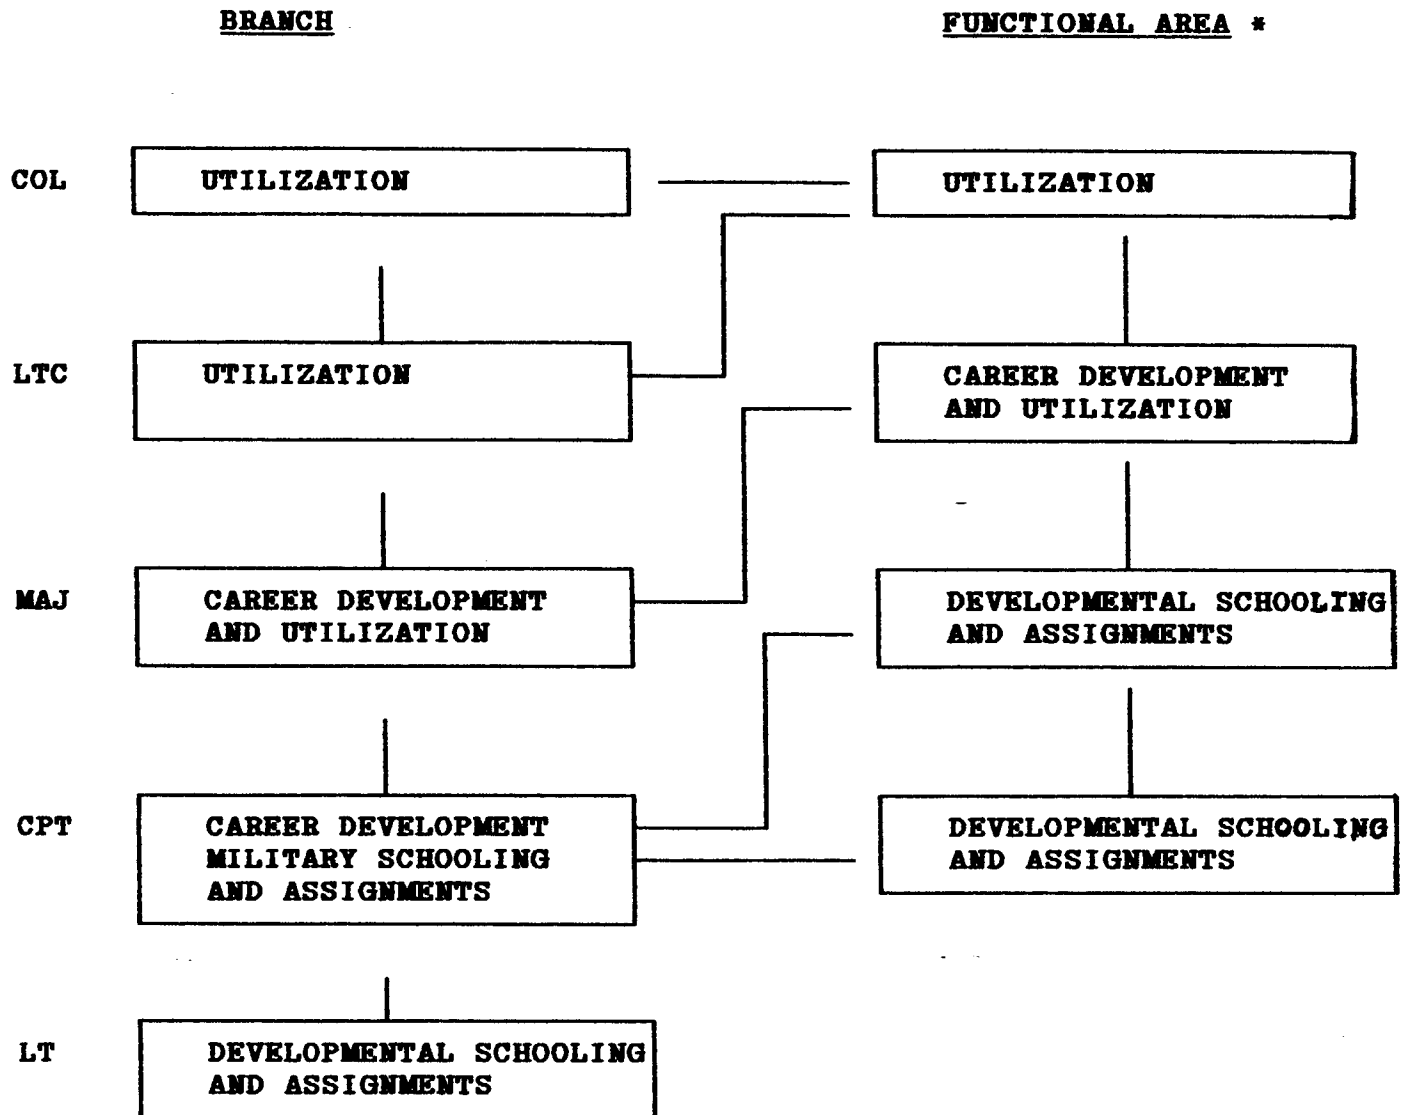 BRANCH
FUNCTIONAL AREA *
COL
UTILIZATION
UTILIZATION
LTC
UTILIZATION
CAREER DEVELOPMENT
AND UTILIZATION
MAJ
CAREER DEVELOPMENT
AND UTILIZATION
DEVELOPMENTAL SCHOOLING
AND ASSIGNMENTS
CPT
CAREER DEVELOPMENT
MILITARY SCHOOLING
AND ASSIGNMENTS
DEVELOPMENTAL SCHOOLING
AND ASSIGNMENTS
LT
DEVELOPMENTAL SCHOOLING
AND ASSIGNMENTS